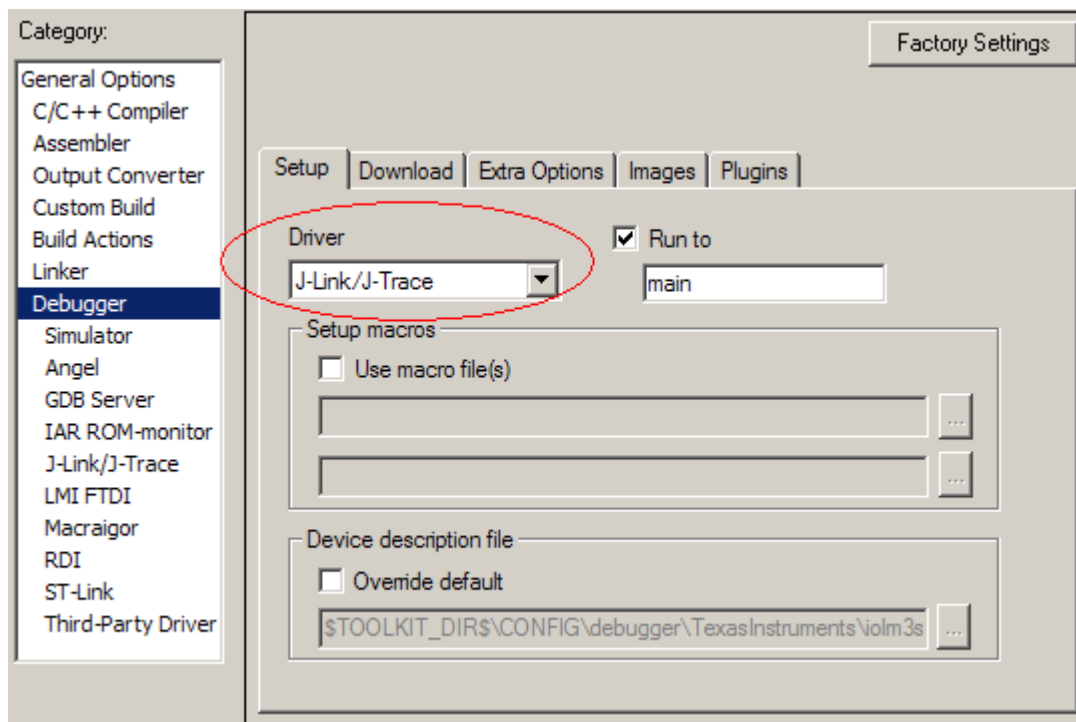 Category:
Factory Settings
General Options
C/C++ Compiler
Assembler
Output Converter
Custom Build
Build Actions
Linker
Debugger
Simulator
Angel
GDB Server
IAR ROM-monitor
J-Link/J-Trace
LMI FTDI
Macraigor
RDI
ST-Link
Third-Party Driver
Setup Download Extra Options Images Plugins
Driver
J-Link/J-Trace
Run to
main
Setup macros
Use macro file(s)
...
...
Device description file
Override default
$TOOLKIT_DIR$\CONFIG\debugger\TexasInstruments\iolm3s ...